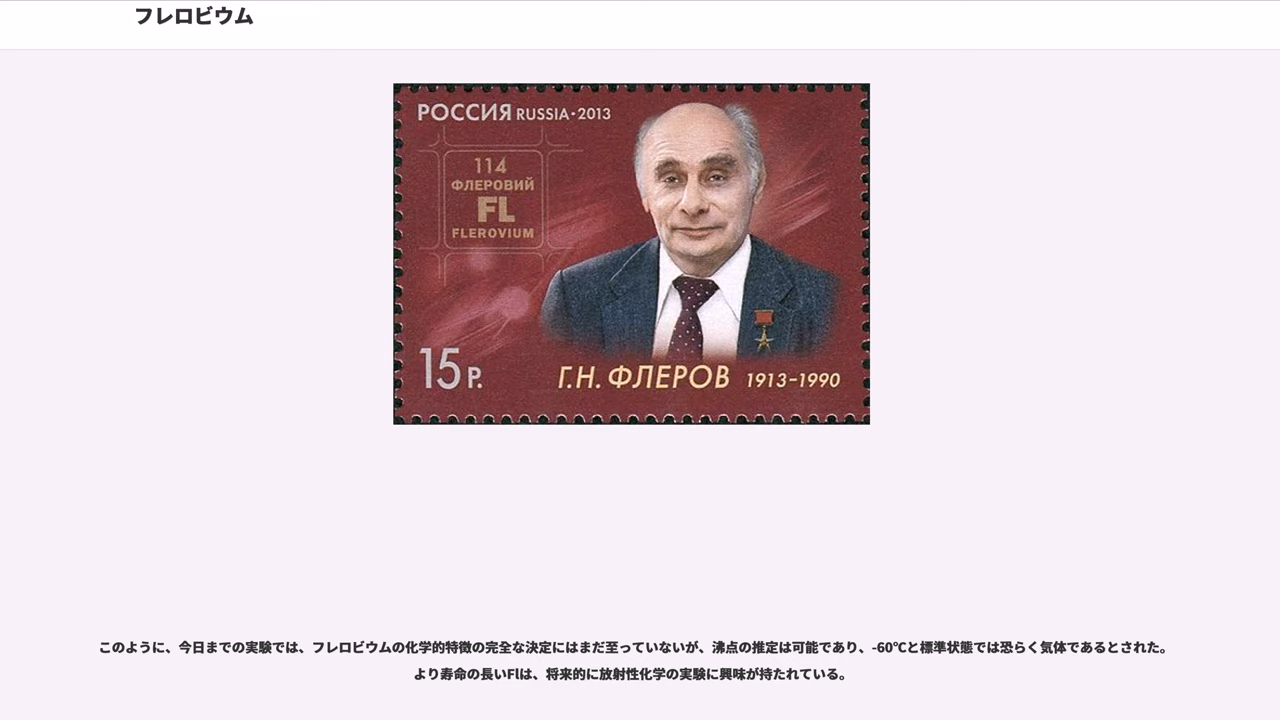 フレロビウム
РОССИЯ RUSSIA•2013
114
ФЛЕРОВИЙ
FL
FLEROVIUM
15 Р.
Г.Н. ФЛЕРОВ 1913-1990
このように、今日までの実験では、フレロビウムの化学的特徴の完全な決定にはまだ至っていないが、沸点の推定は可能であり、-60℃と標準状態では恐らく気体であるとされた。
より寿命の長いFlは、将来的に放射性化学の実験に興味が持たれている。